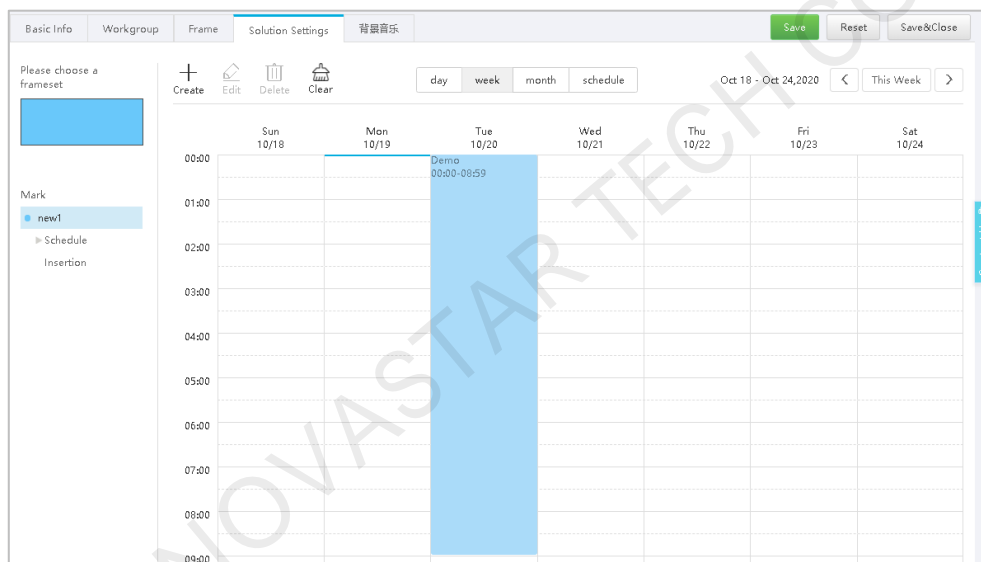 Basic Info Workgroup Frame Solution Settings 背景音乐 Save Reset Save&Close
Please choose a
frameset
Create Edit Delete Clear day week month schedule Oct 18 - Oct 24,2020 This Week
Sun Mon Tue Wed Thu Fri Sat
10/18 10/19 10/20 10/21 10/22 10/23 10/24
00:00 Demo
00:00-08:59
Mark
01:00
new1
Schedule
02:00
Insertion
03:00
04:00
05:00
06:00
07:00
08:00
09:00
NOVASTAR TECH CO